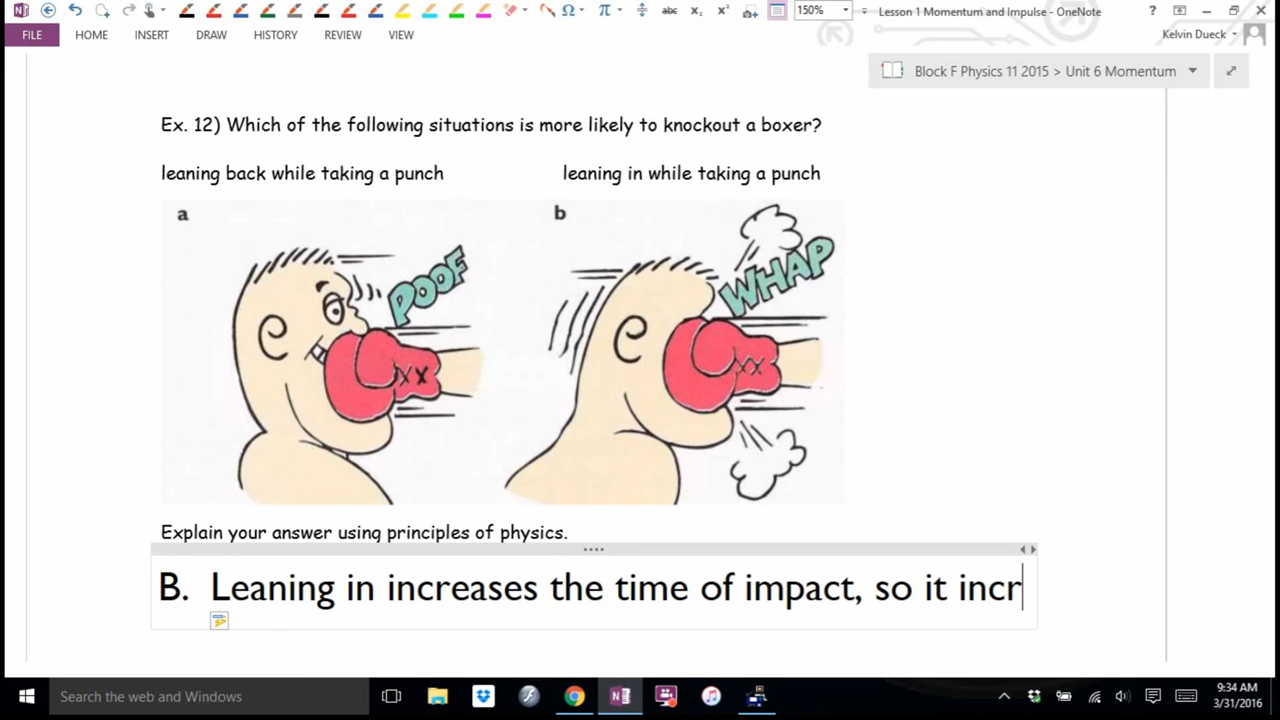 150%
Lesson 1 Momentum and Impulse - OneNote
FILE HOME INSERT DRAW HISTORY REVIEW VIEW
Kelvin Dueck
Block F Physics 11 2015 > Unit 6 Momentum
Ex. 12) Which of the following situations is more likely to knockout a boxer?
leaning back while taking a punch leaning in while taking a punch
a b
POOF WHAP
XX XX
Explain your answer using principles of physics.
B. Leaning in increases the time of impact, so it incr
Search the web and Windows
9:34 AM
3/31/2016